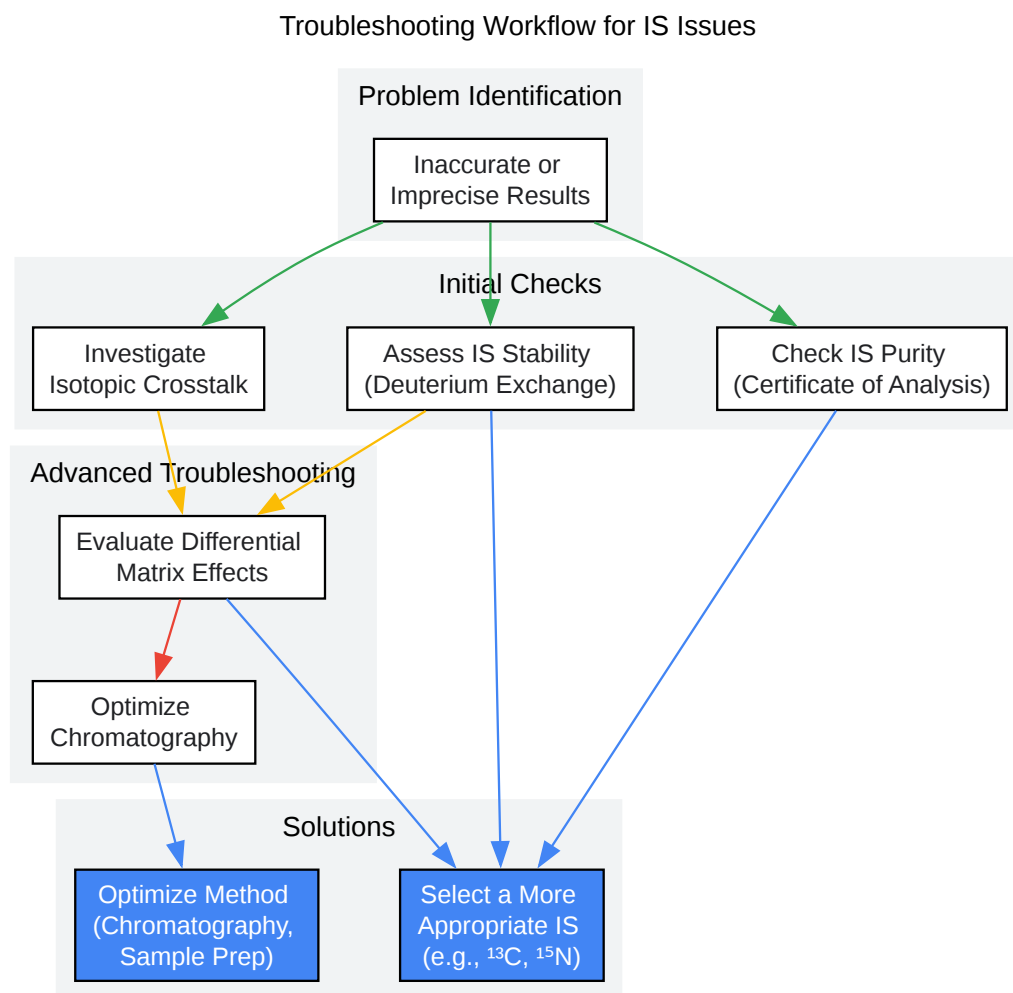 Troubleshooting Workflow for IS Issues
Problem Identification
Inaccurate or
Imprecise Results
Initial Checks
Investigate
Isotopic Crosstalk
Assess IS Stability
(Deuterium Exchange)
Check IS Purity
(Certificate of Analysis)
Advanced Troubleshooting
Evaluate Differential
Matrix Effects
Optimize
Chromatography
Solutions
Optimize Method
(Chromatography,
Sample Prep)
Select a More
Appropriate IS
(e.g., ¹³C, ¹⁵N)